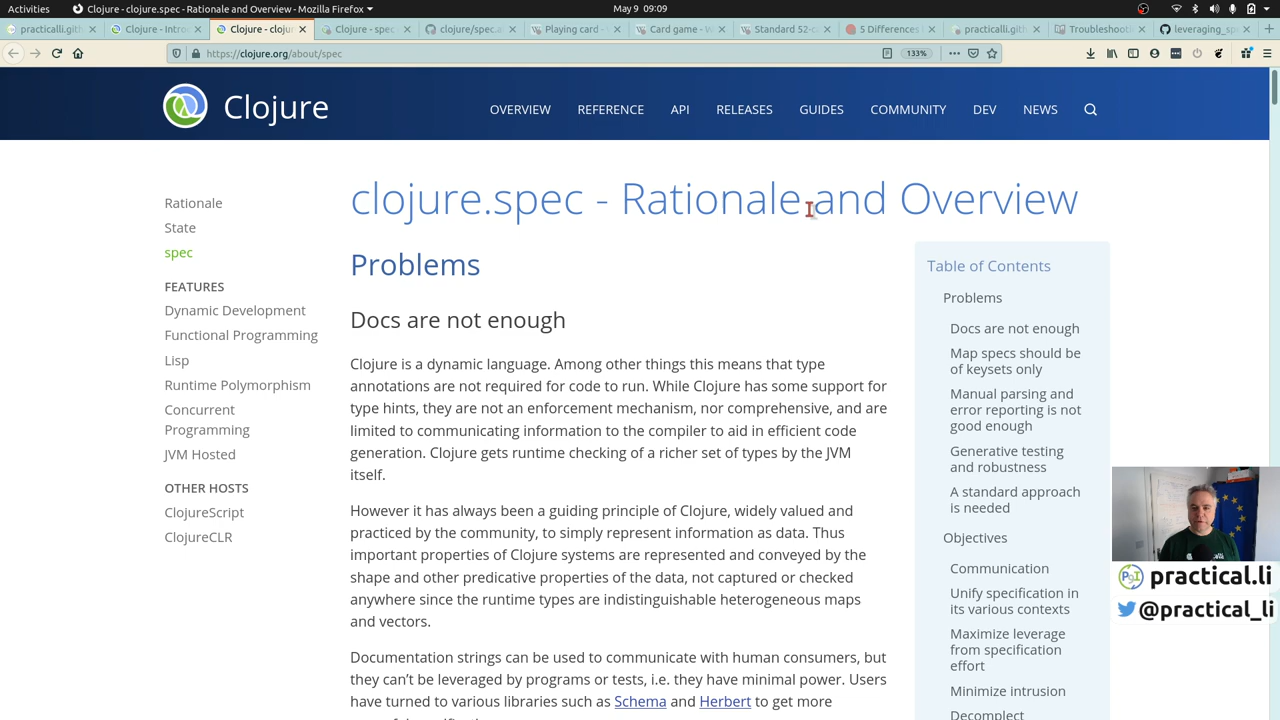 Activities
Clojure - clojure.spec - Rationale and Overview - Mozilla Firefox ▾
May 9 09:09
practicalli.github.
Clojure - Intro
Clojure - cloju
Clojure - spec
clojure/spec.a
Playing card - W
Card game - W
Standard 52-c
5 Differences
practicalli.gith
Troubleshoot
leveraging_sp
https://clojure.org/about/spec
133%
Clojure
OVERVIEW REFERENCE API RELEASES GUIDES COMMUNITY DEV NEWS
Rationale
State
spec
FEATURES
Dynamic Development
Functional Programming
Lisp
Runtime Polymorphism
Concurrent
Programming
JVM Hosted
OTHER HOSTS
ClojureScript
ClojureCLR
clojure.spec - Rationale and Overview
Problems
Docs are not enough
Clojure is a dynamic language. Among other things this means that type
annotations are not required for code to run. While Clojure has some support for
type hints, they are not an enforcement mechanism, nor comprehensive, and are
limited to communicating information to the compiler to aid in efficient code
generation. Clojure gets runtime checking of a richer set of types by the JVM
itself.
However it has always been a guiding principle of Clojure, widely valued and
practiced by the community, to simply represent information as data. Thus
important properties of Clojure systems are represented and conveyed by the
shape and other predicative properties of the data, not captured or checked
anywhere since the runtime types are indistinguishable heterogeneous maps
and vectors.
Documentation strings can be used to communicate with human consumers, but
they can't be leveraged by programs or tests, i.e. they have minimal power. Users
have turned to various libraries such as Schema and Herbert to get more
Table of Contents
Problems
Docs are not enough
Map specs should be
of keysets only
Manual parsing and
error reporting is not
good enough
Generative testing
and robustness
A standard approach
is needed
Objectives
Communication
Unify specification in
its various contexts
Maximize leverage
from specification
effort
Minimize intrusion
Decomplect
practical.li
@practical_li